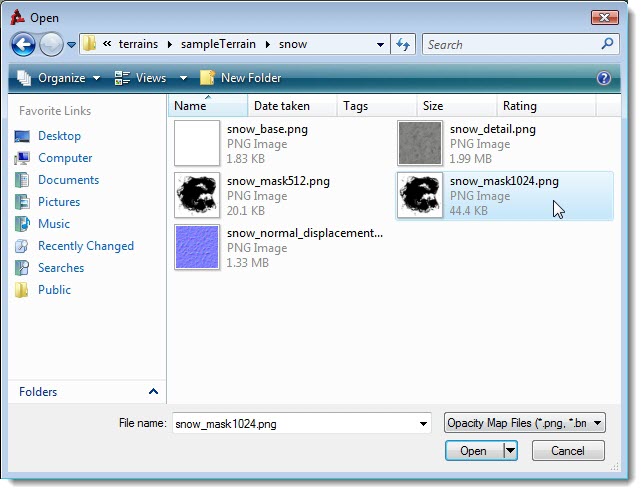 Open
« terrains ▸ sampleTerrain ▸ snow
Search
Organize
Views
New Folder
?
Favorite Links
Desktop
Computer
Documents
Pictures
Music
Recently Changed
Searches
Public
Folders
Name
Date taken
Tags
Size
Rating
snow_base.png
PNG Image
1.83 KB
snow_detail.png
PNG Image
1.99 MB
snow_mask512.png
PNG Image
20.1 KB
snow_mask1024.png
PNG Image
44.4 KB
snow_normal_displacement...
PNG Image
1.33 MB
File name:
snow_mask1024.png
Opacity Map Files (*.png, *.bm
Open
Cancel